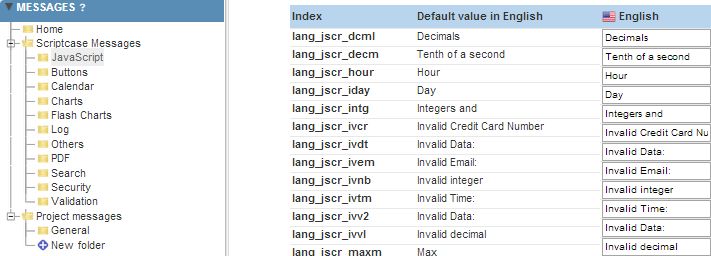 MESSAGES ?
Home
Scriptcase Messages
JavaScript
Buttons
Calendar
Charts
Flash Charts
Log
Others
PDF
Search
Security
Validation
Project messages
General
New folder
Index Default value in English English
lang_jscr_dcml Decimals Decimals
lang_jscr_decm Tenth of a second Tenth of a second
lang_jscr_hour Hour Hour
lang_jscr_iday Day Day
lang_jscr_intg Integers and Integers and
lang_jscr_ivcr Invalid Credit Card Number Invalid Credit Card Nu
lang_jscr_ivdt Invalid Data: Invalid Data:
lang_jscr_ivem Invalid Email: Invalid Email:
lang_jscr_ivnb Invalid integer Invalid integer
lang_jscr_ivtm Invalid Time: Invalid Time:
lang_jscr_ivv2 Invalid Data: Invalid Data:
lang_jscr_ivvl Invalid decimal Invalid decimal
lang_jscr_maxm Max